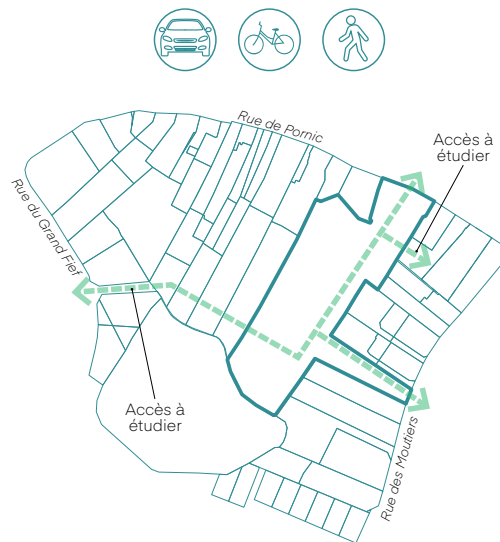 Rue de Pornic
Accès à
étudier
Rue du Grand Fief
Accès à
étudier
Rue des Moutiers